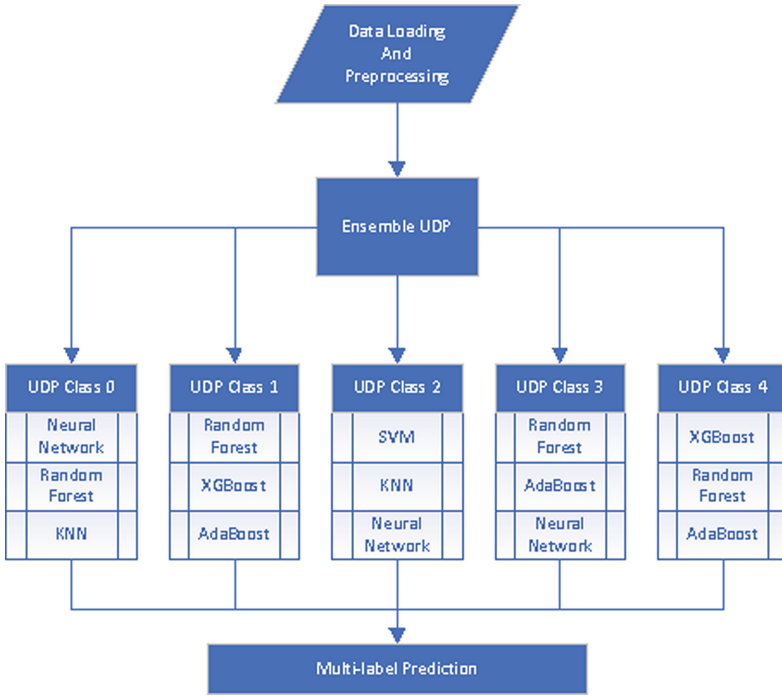 Data Loading
And
Preprocessing
Ensemble UDP
UDP Class 0
Neural
Network
Random
Forest
KNN
UDP Class 1
Random
Forest
XGBoost
AdaBoost
UDP Class 2
SVM
KNN
Neural
Network
UDP Class 3
Random
Forest
AdaBoost
Neural
Network
UDP Class 4
XGBoost
Random
Forest
AdaBoost
Multi-label Prediction